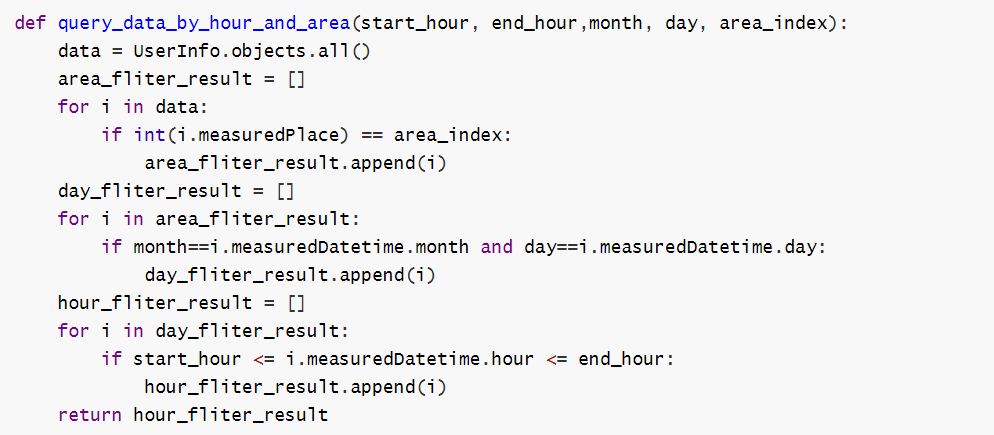 def query_data_by_hour_and_area(start_hour, end_hour,month, day, area_index):
    data = UserInfo.objects.all()
    area_fliter_result = []
    for i in data:
        if int(i.measuredPlace) == area_index:
            area_fliter_result.append(i)
    day_fliter_result = []
    for i in area_fliter_result:
        if month==i.measuredDatetime.month and day==i.measuredDatetime.day:
            day_fliter_result.append(i)
    hour_fliter_result = []
    for i in day_fliter_result:
        if start_hour <= i.measuredDatetime.hour <= end_hour:
            hour_fliter_result.append(i)
    return hour_fliter_result